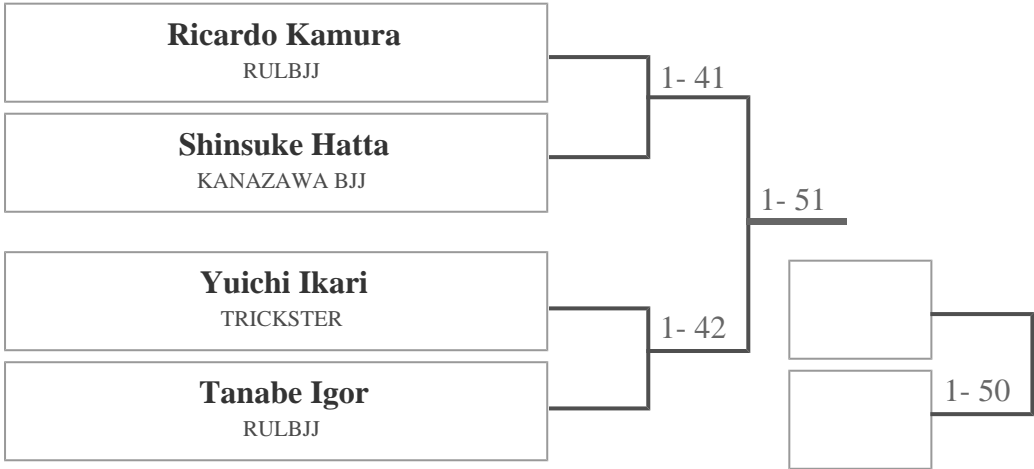 Ricardo Kamura
RULBJJ
1- 41
Shinsuke Hatta
KANAZAWA BJJ
1- 51
Yuichi Ikari
TRICKSTER
1- 42
Tanabe Igor
RULBJJ
1- 50